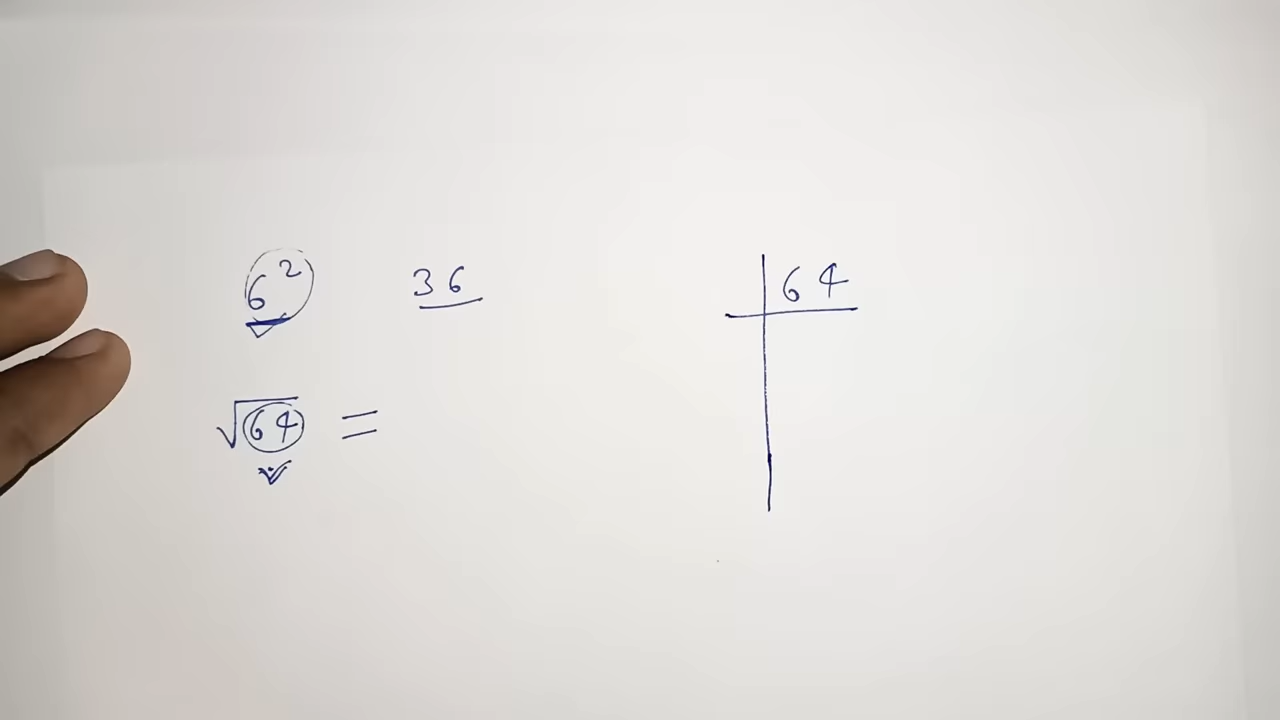 6² 36
64
√64 =